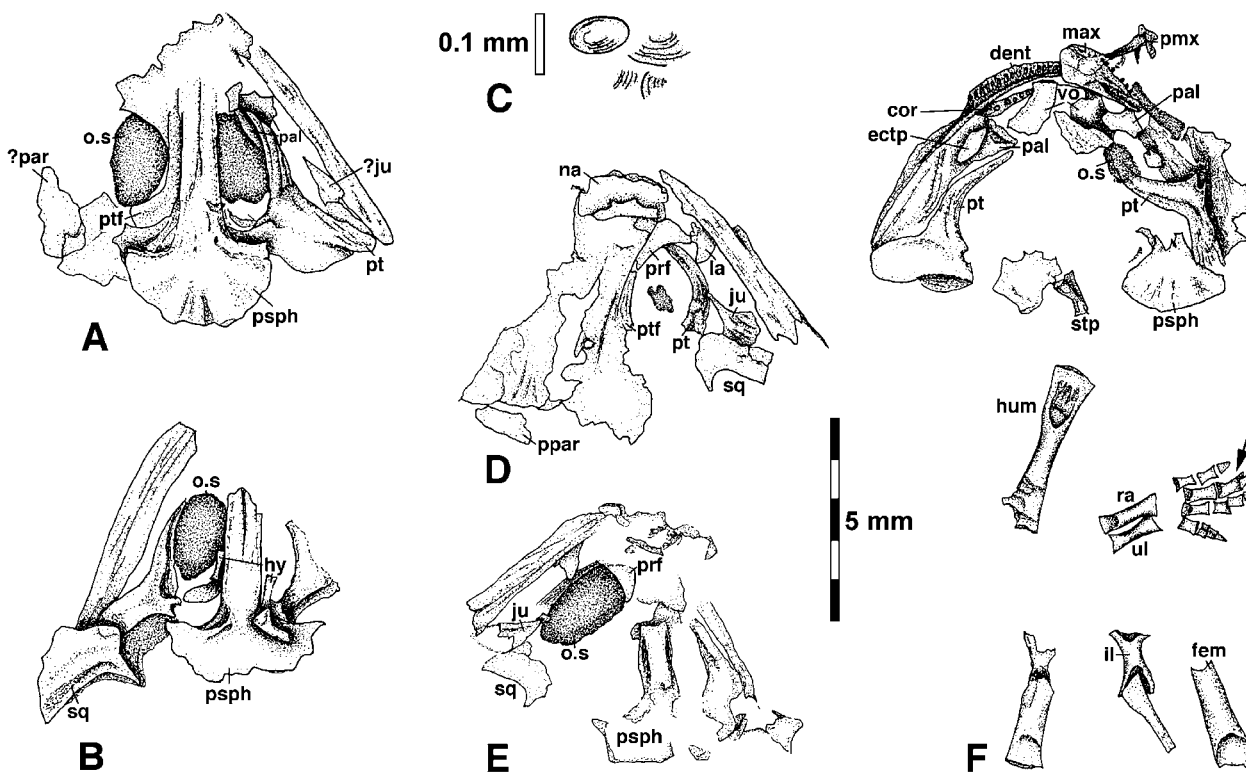 o.s
pal
?ju
?par
ptf
pt
psph
A
0.1 mm
C
na
prf
la
ju
ptf
pt
sq
ppar
D
max
pmx
dent
vo
pal
cor
ectp
pal
o.s
pt
pt
stp
psph
hum
ra
ul
il
fem
F
o.s
hy
psph
sq
B
5 mm
prf
ju
o.s
sq
psph
E